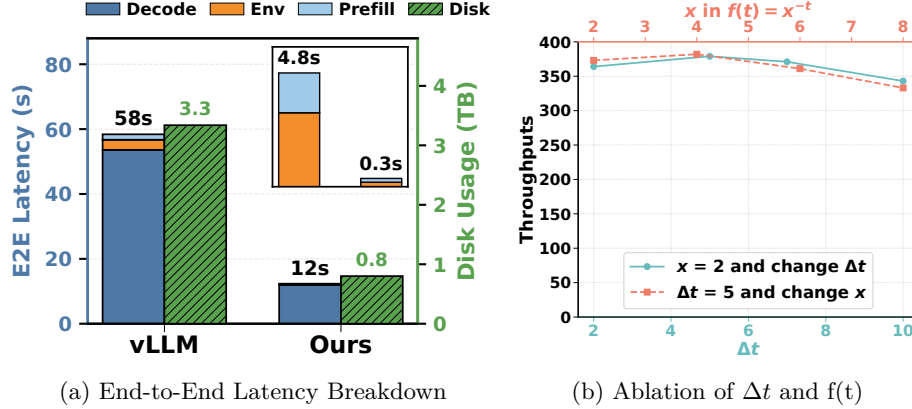 Decode Env Prefill Disk
E2E Latency (s)
80
60
40
20
0
58s
3.3
4.8s
0.3s
12s
0.8
4
3
2
1
0
Disk Usage (TB)
vLLM Ours
(a) End-to-End Latency Breakdown
x in f(t) = x⁻ᵗ
2 3 4 5 6 7 8
Throughputs
400
350
300
250
200
150
100
50
0
x = 2 and change Δt
Δt = 5 and change x
2 4 6 8 10
Δt
(b) Ablation of Δt and f(t)